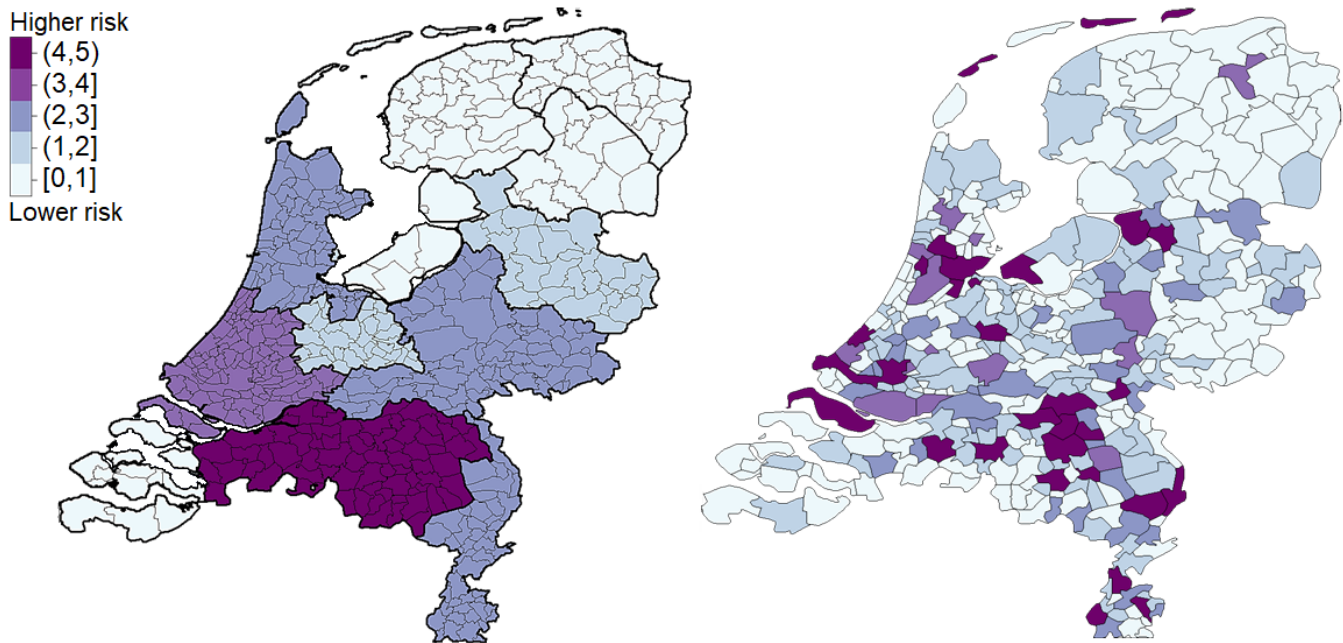 Higher risk
(4,5)
(3,4]
(2,3]
(1,2]
[0,1]
Lower risk